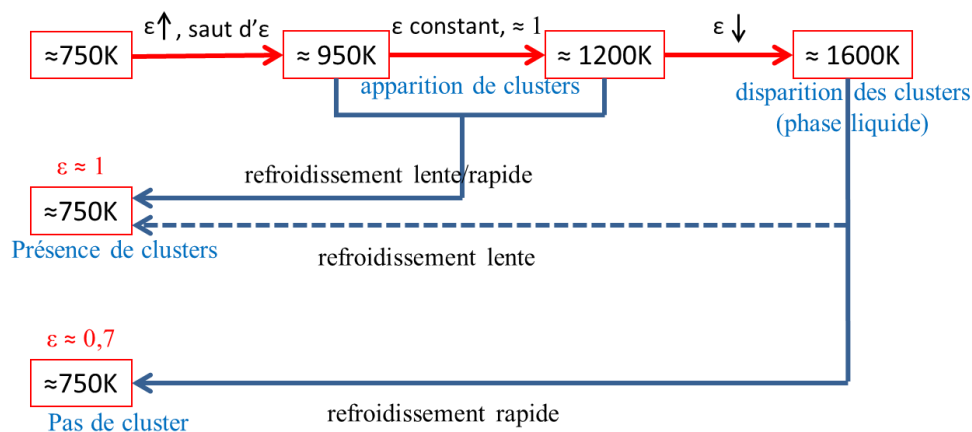 ε↑, saut d'ε
ε constant, ≈ 1
ε ↓
≈750K
≈ 950K
≈ 1200K
≈ 1600K
apparition de clusters
disparition des clusters
(phase liquide)
ε ≈ 1
refroidissement lente/rapide
≈750K
Présence de clusters
refroidissement lente
ε ≈ 0,7
≈750K
Pas de cluster
refroidissement rapide